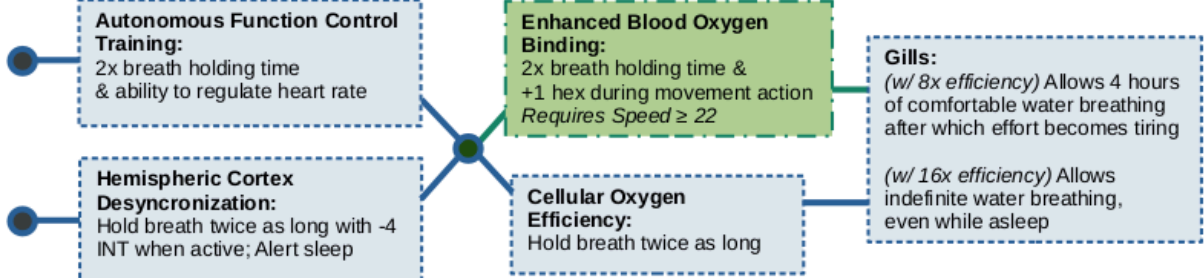 Autonomous Function Control
Training:
2x breath holding time
& ability to regulate heart rate
Hemispheric Cortex
Desyncronization:
Hold breath twice as long with -4
INT when active; Alert sleep
Enhanced Blood Oxygen
Binding:
2x breath holding time &
+1 hex during movement action
Requires Speed ≥ 22
Cellular Oxygen
Efficiency:
Hold breath twice as long
Gills:
(w/ 8x efficiency) Allows 4 hours
of comfortable water breathing
after which effort becomes tiring
(w/ 16x efficiency) Allows
indefinite water breathing,
even while asleep